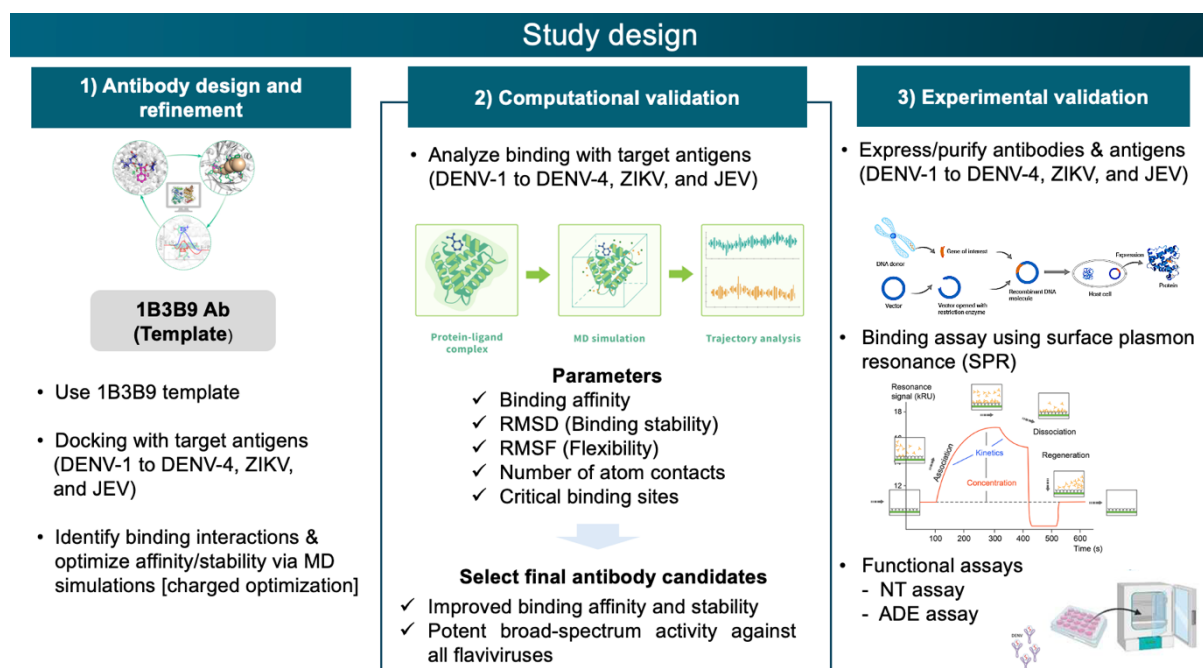 Study design
1) Antibody design and
refinement
1B3B9 Ab
(Template)
• Use 1B3B9 template
• Docking with target antigens
(DENV-1 to DENV-4, ZIKV,
and JEV)
• Identify binding interactions &
optimize affinity/stability via MD
simulations [charged optimization]
2) Computational validation
• Analyze binding with target antigens
(DENV-1 to DENV-4, ZIKV, and JEV)
Protein-ligand
complex
MD simulation
Trajectory analysis
Parameters
✓ Binding affinity
✓ RMSD (Binding stability)
✓ RMSF (Flexibility)
✓ Number of atom contacts
✓ Critical binding sites
Select final antibody candidates
✓ Improved binding affinity and stability
✓ Potent broad-spectrum activity against
all flaviviruses
3) Experimental validation
• Express/purify antibodies & antigens
(DENV-1 to DENV-4, ZIKV, and JEV)
DNA donor
Gene of interest
Vector
Vector opened with
restriction enzyme
Recombinant DNA
molecule
Host cell
Expression
Protein
• Binding assay using surface plasmon
resonance (SPR)
Resonance
signal (kRU)
18
12
Association
Kinetics
Concentration
Dissociation
Regeneration
100 200 300 400 500 600
Time (s)
• Functional assays
- NT assay
- ADE assay
DENV